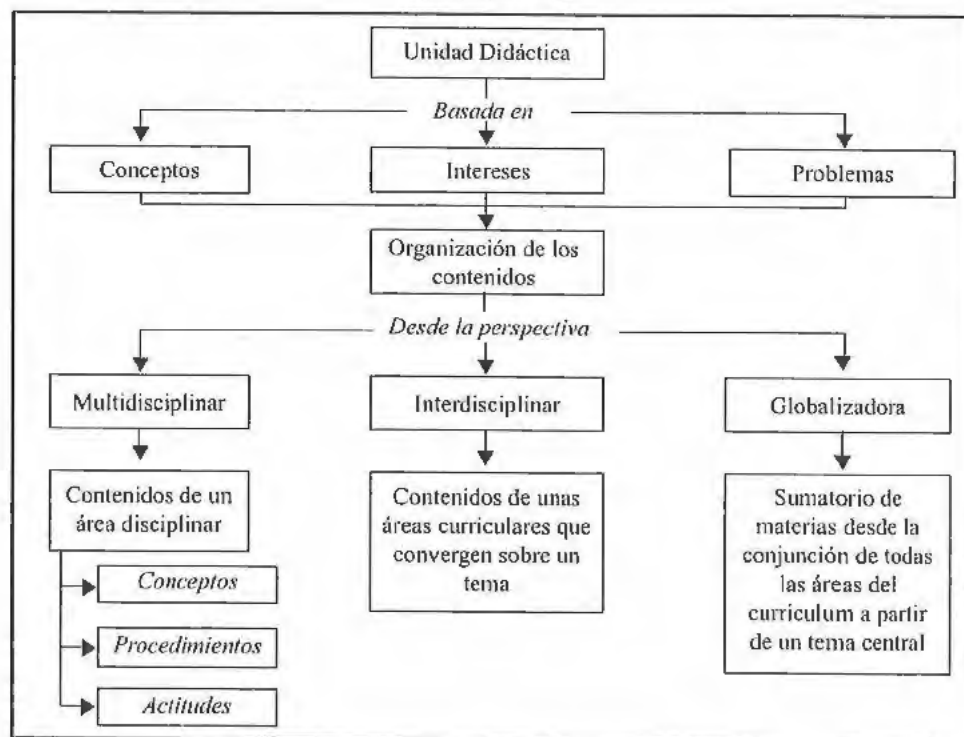 Unidad Didáctica
Basada en
Conceptos
Intereses
Problemas
Organización de los
contenidos
Desde la perspectiva
Multidisciplinar
Interdisciplinar
Globalizadora
Contenidos de un
área disciplinar
Conceptos
Procedimientos
Actitudes
Contenidos de unas
áreas curriculares que
convergen sobre un
tema
Sumatorio de
materias desde la
conjunción de todas
las áreas del
curriculum a partir
de un tema central